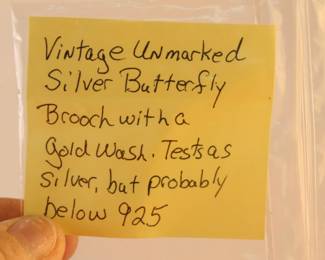 Vintage Unmarked
Silver Butterfly
Brooch with a
Gold Wash. Tests as
Silver, but probably
below 925